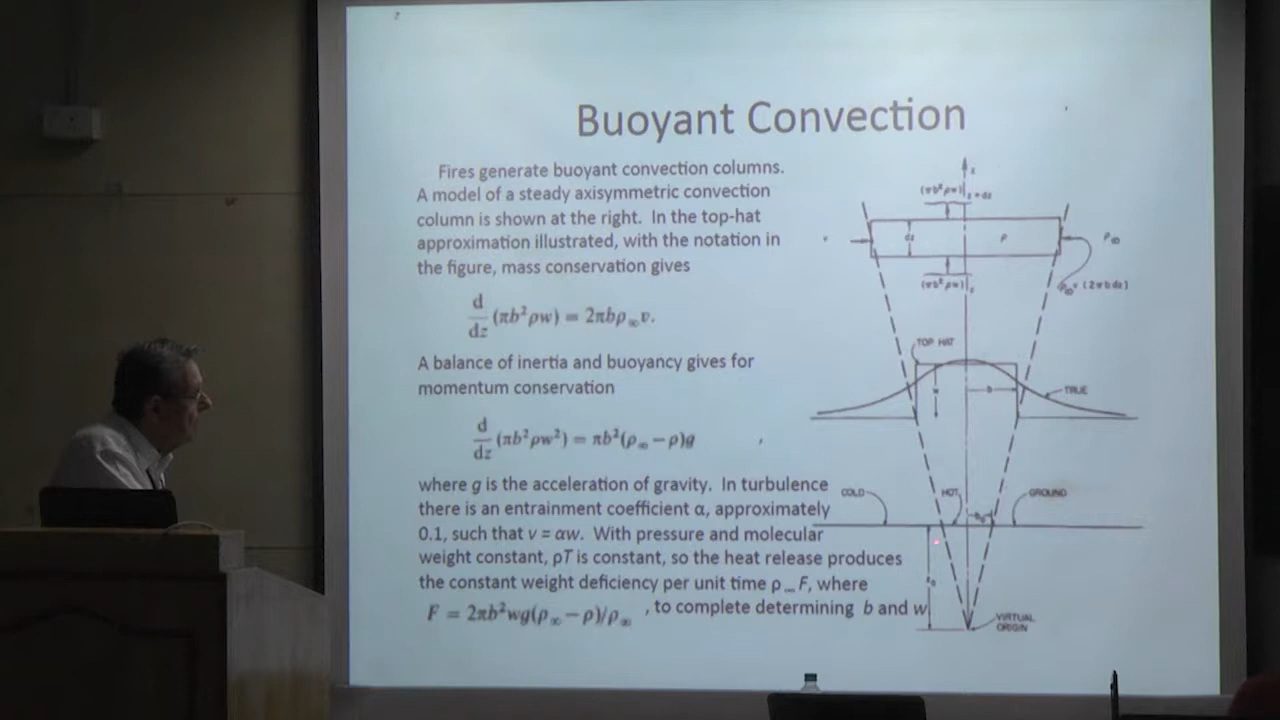 Buoyant Convection
Fires generate buoyant convection columns.
A model of a steady axisymmetric convection
column is shown at the right. In the top-hat
approximation illustrated, with the notation in
the figure, mass conservation gives
d/dz (πb²ρw) = 2πbρ∞v.
A balance of inertia and buoyancy gives for
momentum conservation
d/dz (πb²ρw²) = πb²(ρ∞ − ρ)g
where g is the acceleration of gravity. In turbulence
there is an entrainment coefficient α, approximately
0.1, such that v = αw. With pressure and molecular
weight constant, ρT is constant, so the heat release produces
the constant weight deficiency per unit time ρ∞F, where
F = 2πb²wg(ρ∞ − ρ)/ρ∞ , to complete determining b and w
z
(πb²ρw)|z+dz
dz
ρ
ρ∞
(πb²ρw)|z
(2πbdz)
TOP HAT
w
b
TRUE
COLD
HOT
GROUND
VIRTUAL
ORIGIN